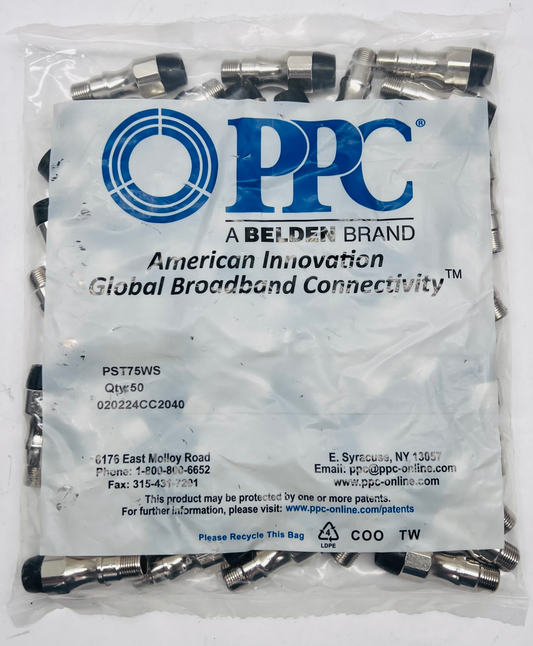 PPC®
A BELDEN BRAND
American Innovation
Global Broadband Connectivity™
PST75WS
Qty:50
020224CC2040
6176 East Molloy Road
Phone: 1-800-800-6652
Fax: 315-431-7201
E. Syracuse, NY 13057
Email: ppc@ppc-online.com
www.ppc-online.com
This product may be protected by one or more patents.
For further information, please visit: www.ppc-online.com/patents
Please Recycle This Bag
4
LDPE
COO TW